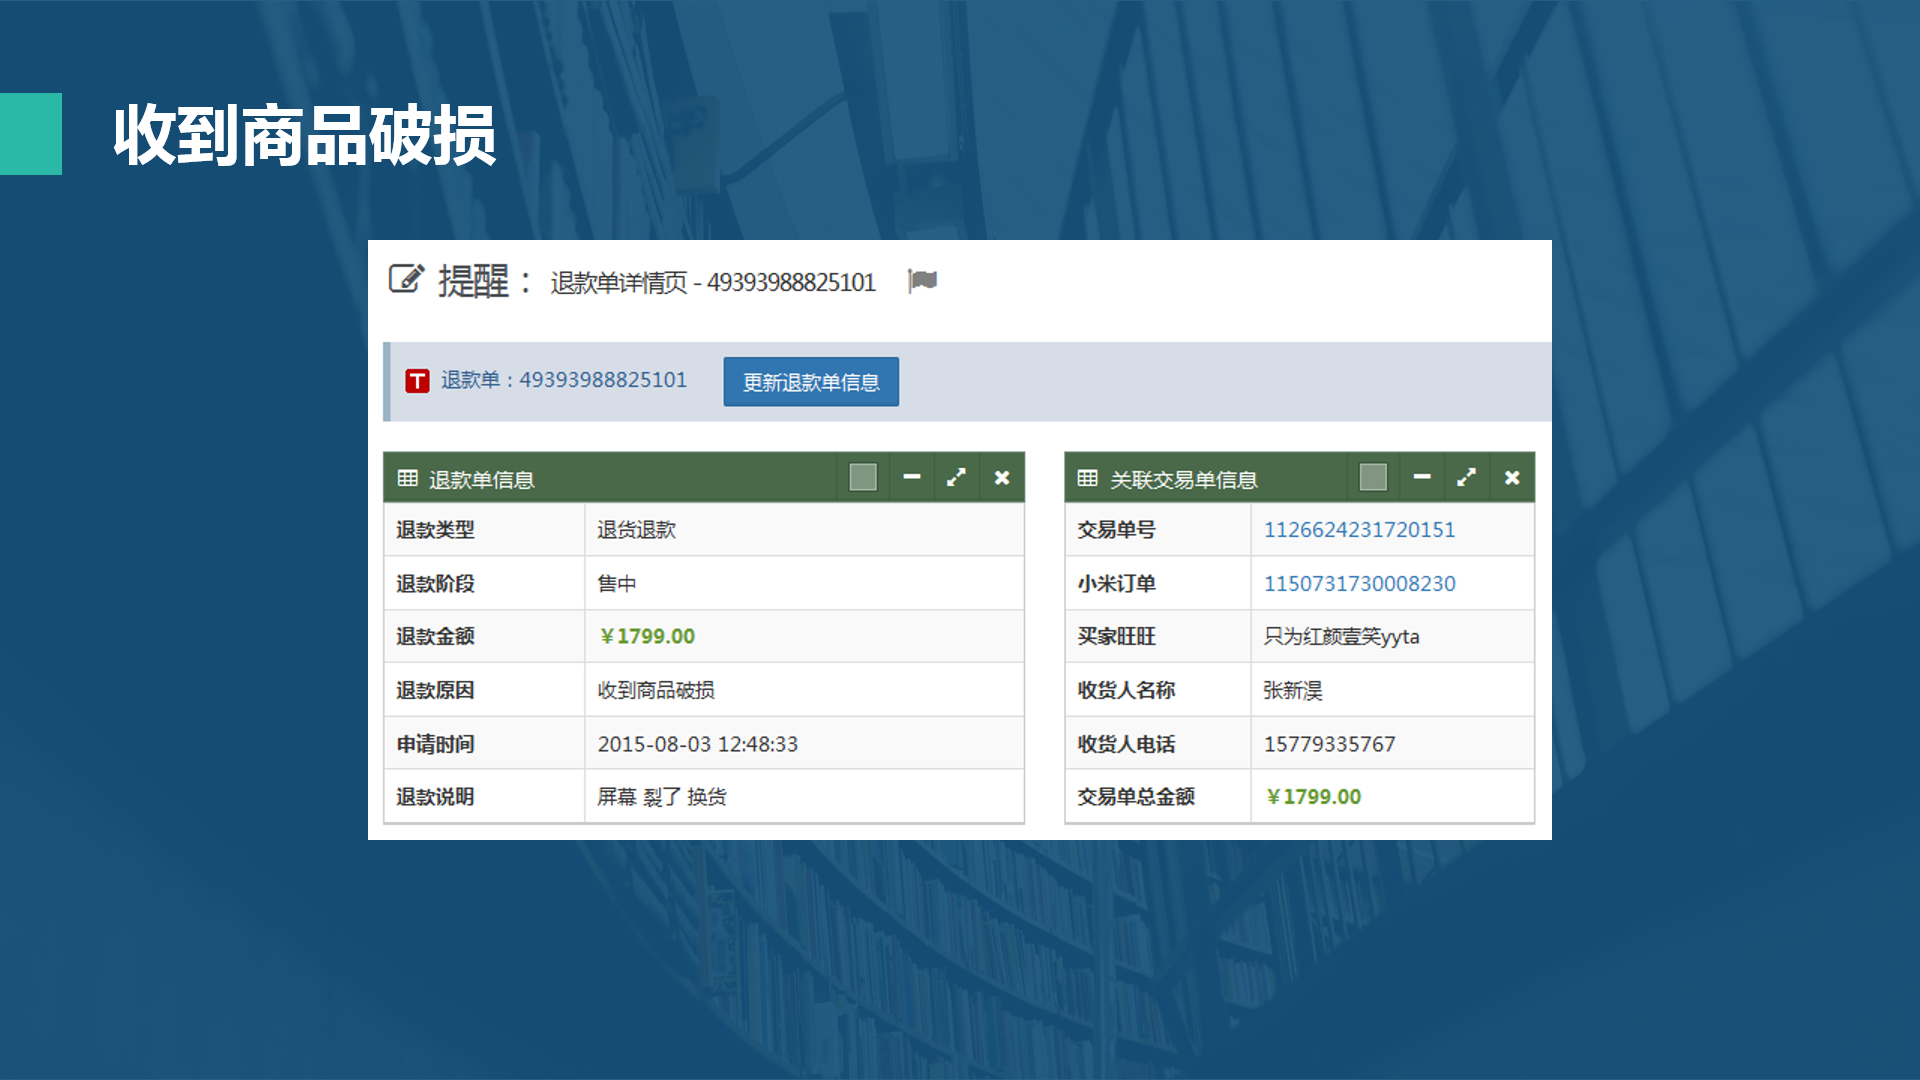 收到商品破损
提醒： 退款单详情页 - 49393988825101
T 退款单：49393988825101 更新退款单信息
退款单信息
退款类型 退货退款
退款阶段 售中
退款金额 ￥1799.00
退款原因 收到商品破损
申请时间 2015-08-03 12:48:33
退款说明 屏幕 裂了 换货
关联交易单信息
交易单号 1126624231720151
小米订单 1150731730008230
买家旺旺 只为红颜壹笑yyta
收货人名称 张新淏
收货人电话 15779335767
交易单总金额 ￥1799.00